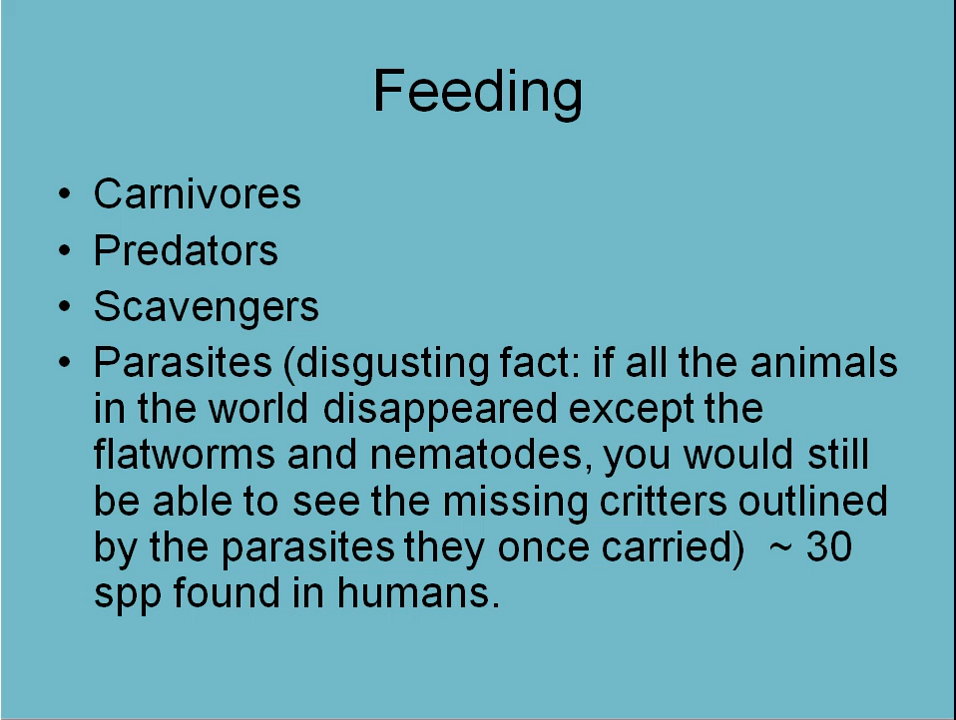 Feeding
• Carnivores
• Predators
• Scavengers
• Parasites (disgusting fact: if all the animals
in the world disappeared except the
flatworms and nematodes, you would still
be able to see the missing critters outlined
by the parasites they once carried)  ~ 30
spp found in humans.